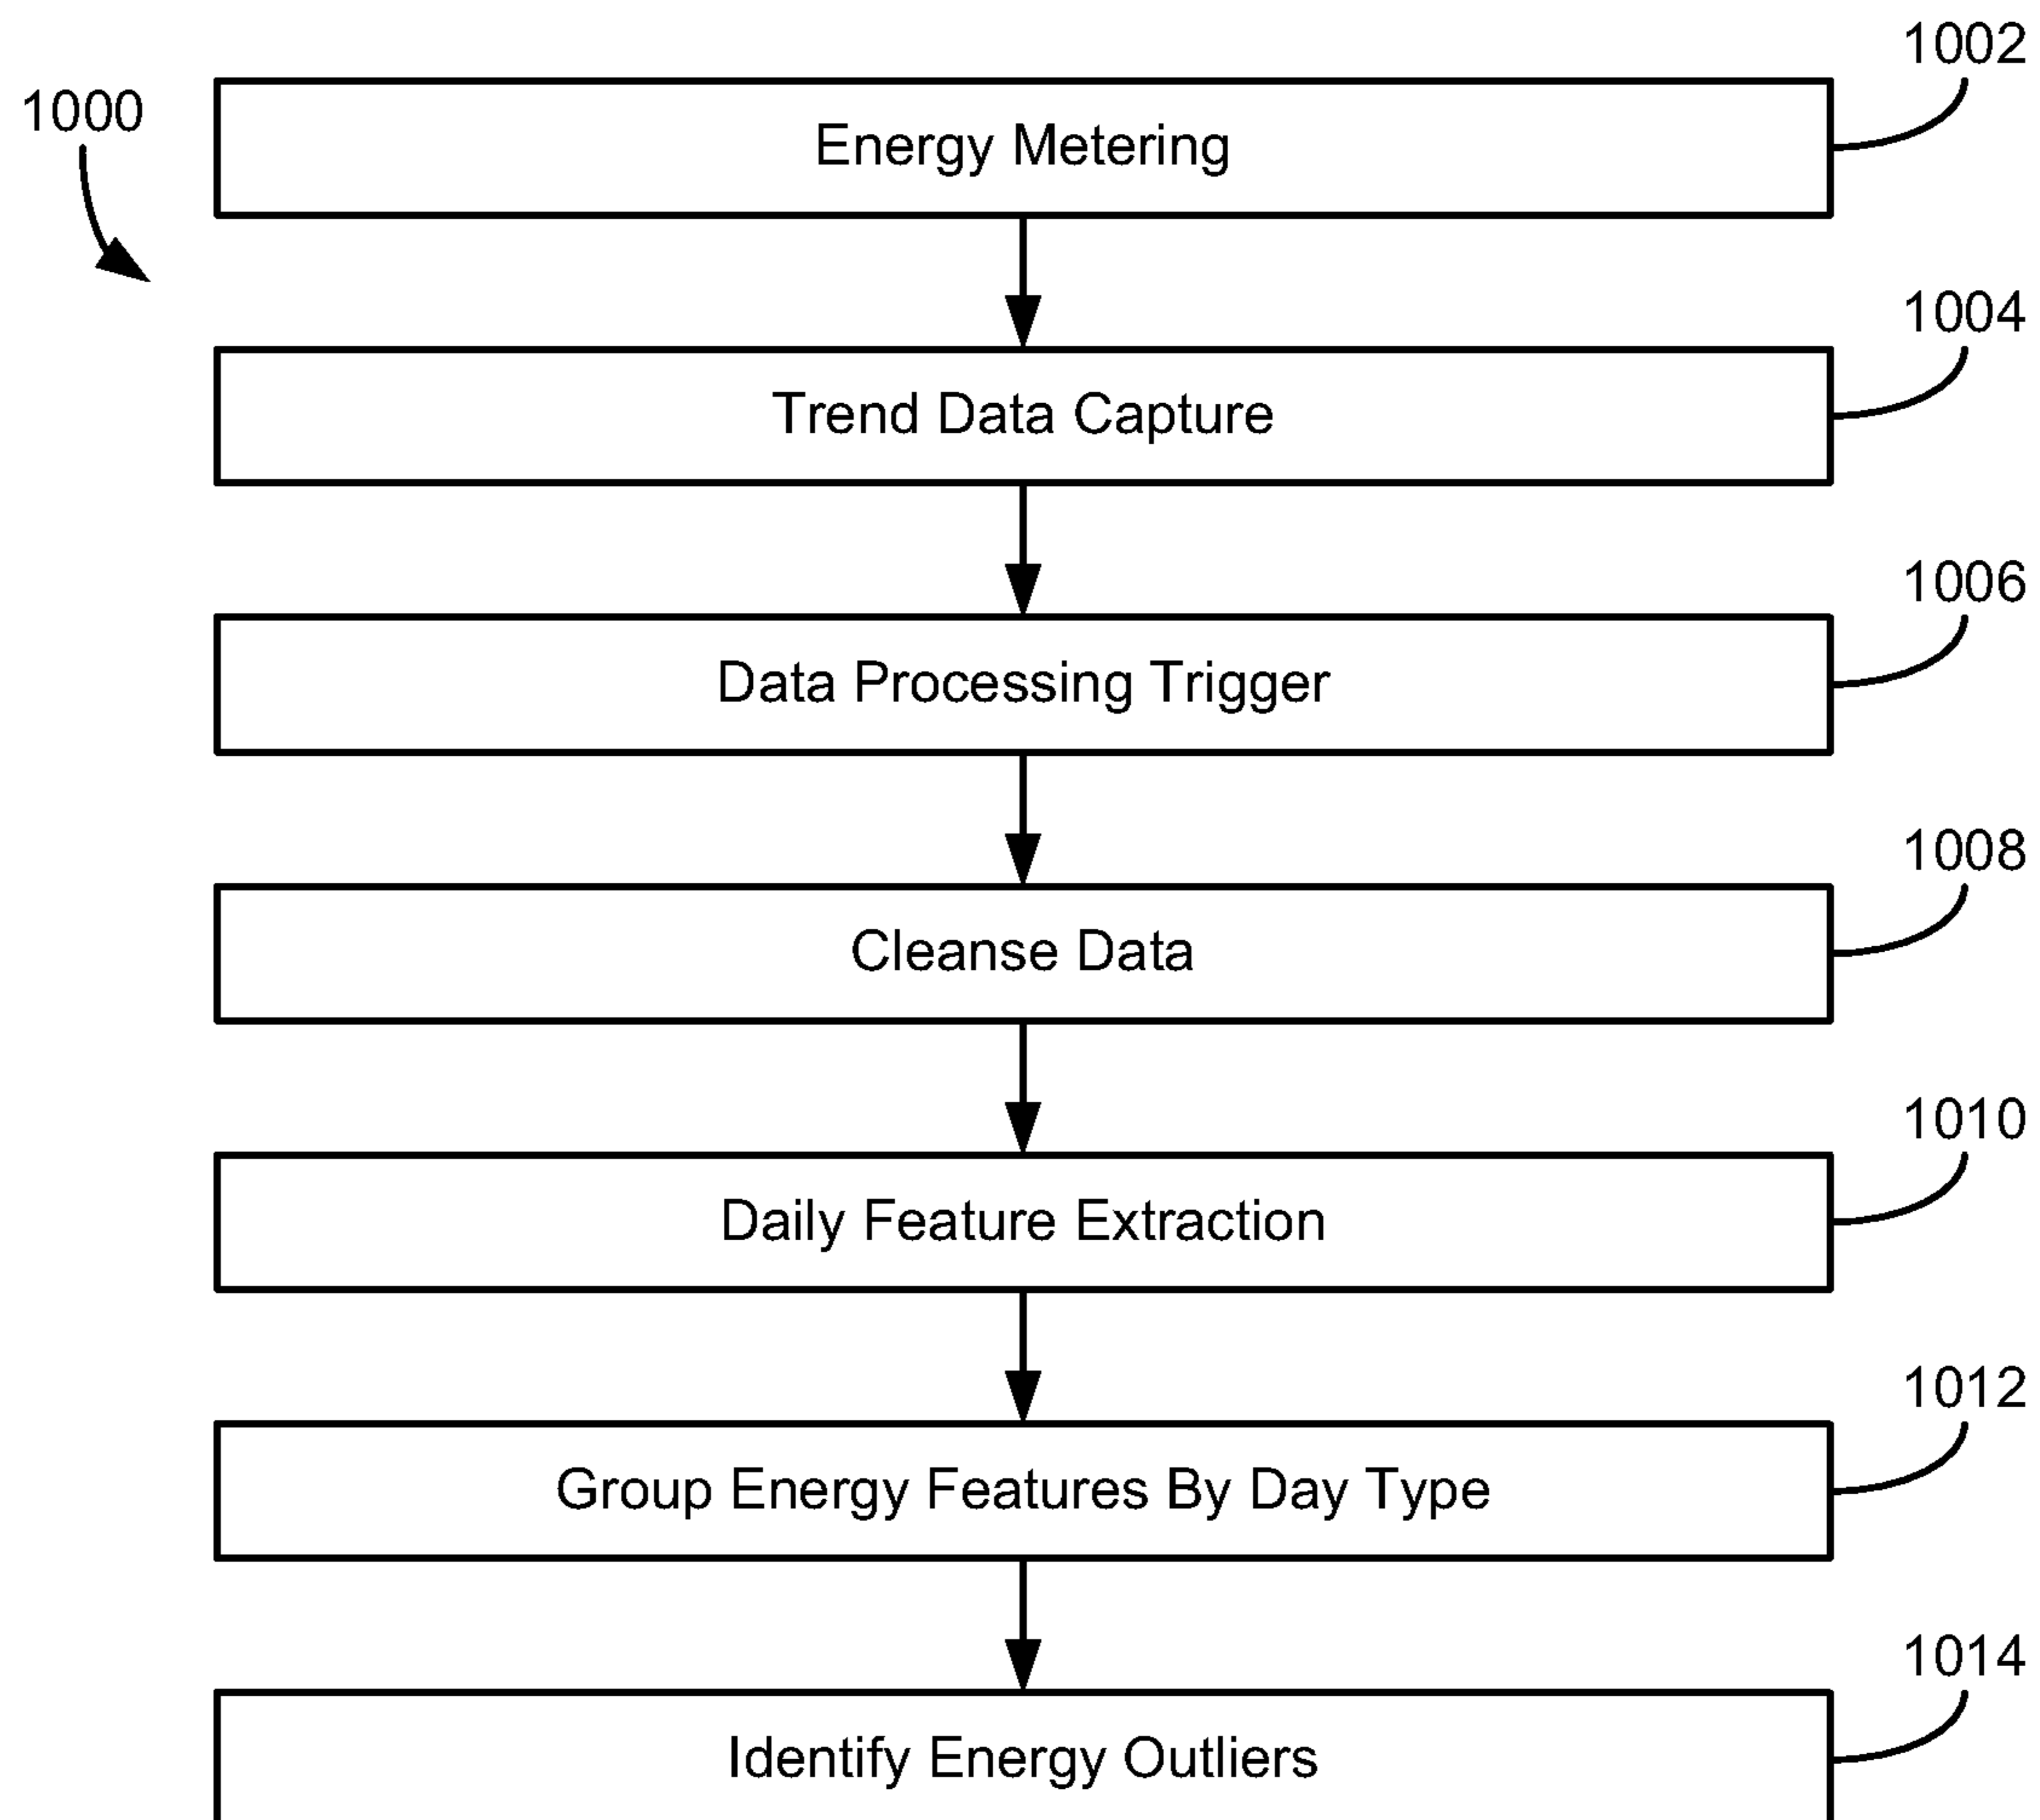 1002
1000
Energy Metering
1004
Trend Data Capture
1006
Data Processing Trigger
1008
Cleanse Data
1010
Daily Feature Extraction
1012
Group Energy Features By Day Type
1014
Identify Energy Outliers